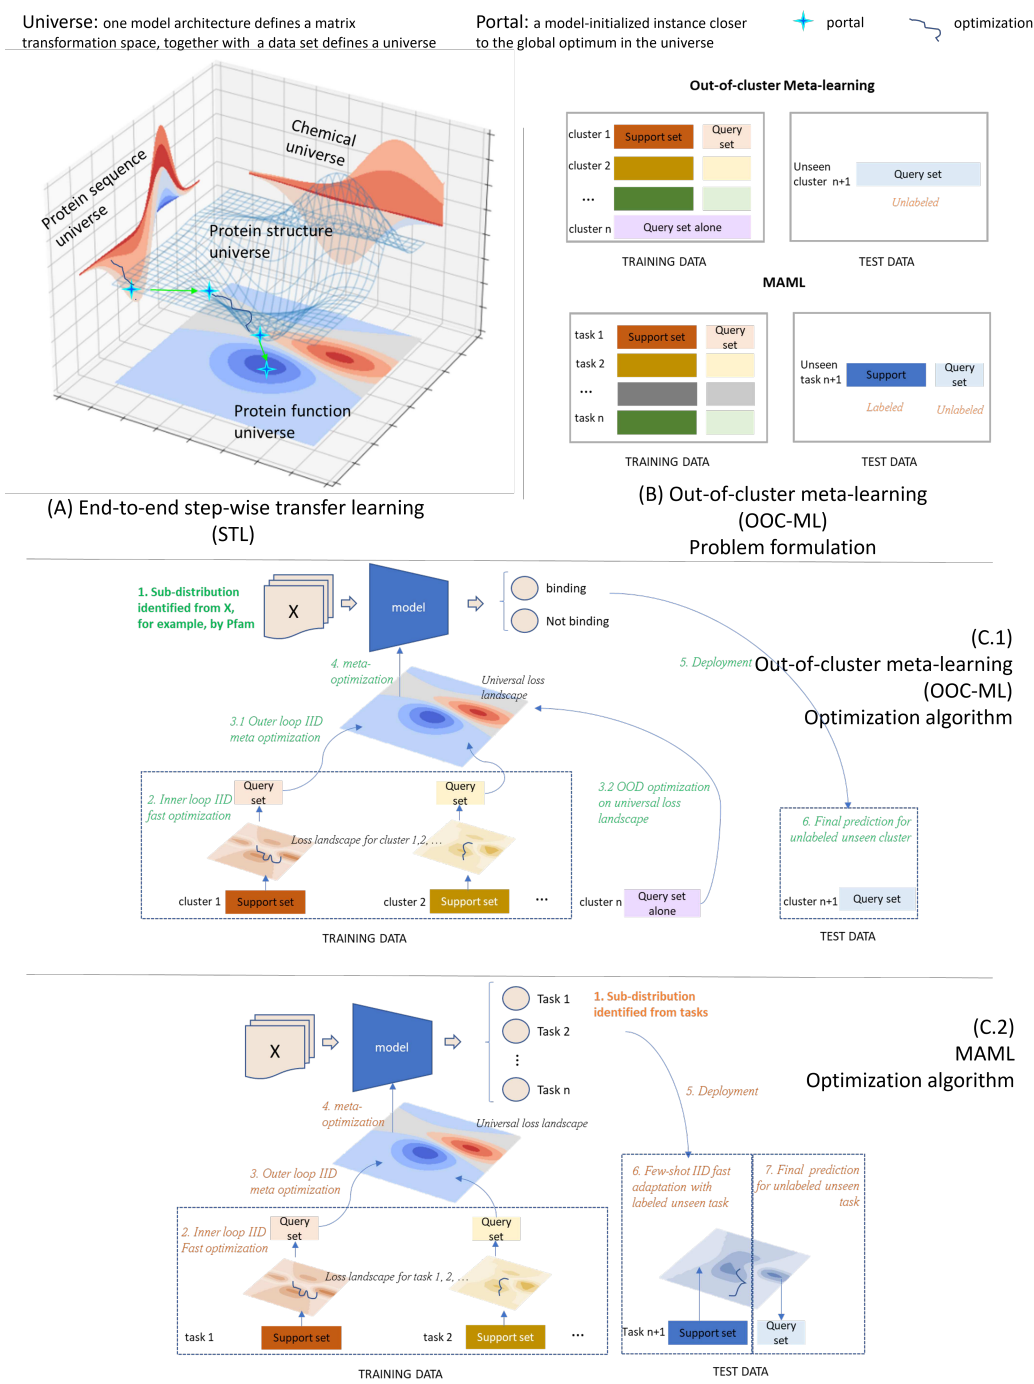 Universe: one model architecture defines a matrix
transformation space, together with a data set defines a universe
Portal: a model-initialized instance closer
to the global optimum in the universe
portal
optimization
Protein sequence
universe
Chemical
universe
Protein structure
universe
Protein function
universe
(A) End-to-end step-wise transfer learning
(STL)
Out-of-cluster Meta-learning
cluster 1
Support set
Query
set
cluster 2
...
cluster n
Query set alone
TRAINING DATA
Unseen
cluster n+1
Query set
Unlabeled
TEST DATA
MAML
task 1
Support set
Query
set
task 2
...
task n
TRAINING DATA
Unseen
task n+1
Support
Query
set
Labeled
Unlabeled
TEST DATA
(B) Out-of-cluster meta-learning
(OOC-ML)
Problem formulation
1. Sub-distribution
identified from X,
for example, by Pfam
X
model
binding
Not binding
(C.1)
Out-of-cluster meta-learning
(OOC-ML)
Optimization algorithm
4. meta-
optimization
Universal loss
landscape
5. Deployment
3.1 Outer loop IID
meta optimization
2. Inner loop IID
fast optimization
Query
set
Query
set
Loss landscape for cluster 1,2, ...
3.2 OOD optimization
on universal loss
landscape
6. Final prediction for
unlabeled unseen cluster
cluster 1
Support set
cluster 2
Support set
...
cluster n
Query set
alone
cluster n+1
Query set
TRAINING DATA
TEST DATA
X
model
Task 1
Task 2
⋮
Task n
1. Sub-distribution
identified from tasks
(C.2)
MAML
Optimization algorithm
4. meta-
optimization
Universal loss landscape
5. Deployment
3. Outer loop IID
meta optimization
2. Inner loop IID
Fast optimization
Query
set
Query
set
Loss landscape for task 1, 2, ...
6. Few-shot IID fast
adaptation with
labeled unseen task
7. Final prediction
for unlabeled unseen
task
task 1
Support set
task 2
Support set
...
Task n+1
Support set
Query
set
TRAINING DATA
TEST DATA